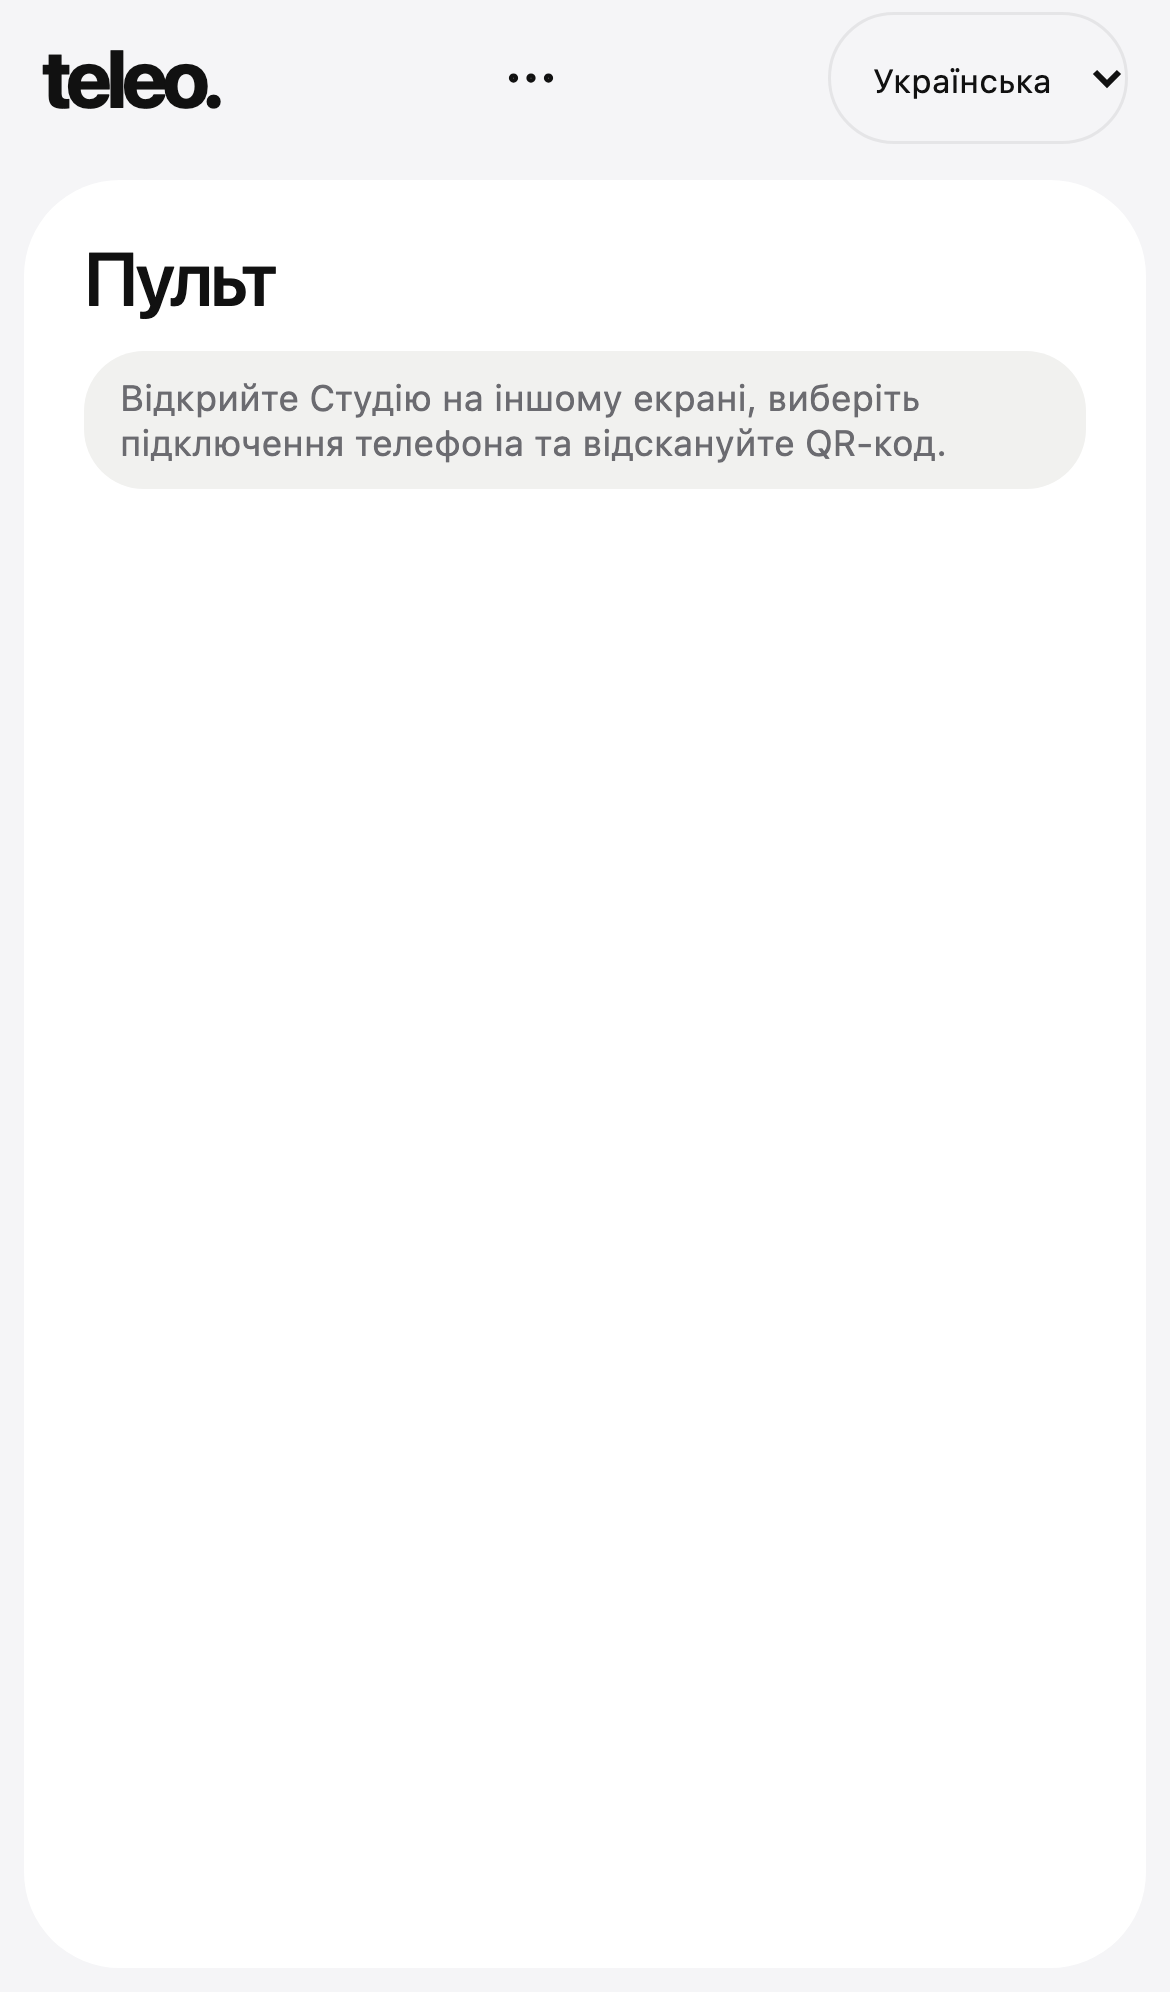 teleo.
Українська
Пульт
Відкрийте Студію на іншому екрані, виберіть
підключення телефона та відскануйте QR-код.